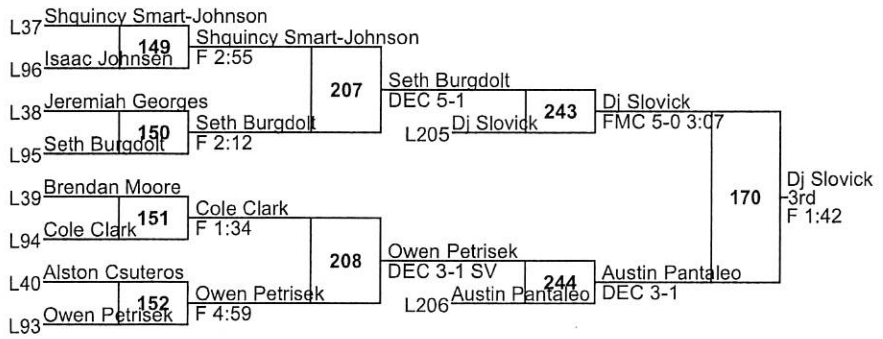 L37 Shquincy Smart-Johnson
149
Shquincy Smart-Johnson
F 2:55
L96 Isaac Johnsen
207
Seth Burgdolt
DEC 5-1
L38 Jeremiah Georges
150
Seth Burgdolt
F 2:12
L95 Seth Burgdolt
L205 Dj Slovick
243
Dj Slovick
FMC 5-0 3:07
L39 Brendan Moore
151
Cole Clark
F 1:34
L94 Cole Clark
170
Dj Slovick
3rd
F 1:42
208
Owen Petrisek
DEC 3-1 SV
L40 Alston Csuteros
152
Owen Petrisek
F 4:59
L93 Owen Petrisek
L206 Austin Pantaleo
244
Austin Pantaleo
DEC 3-1